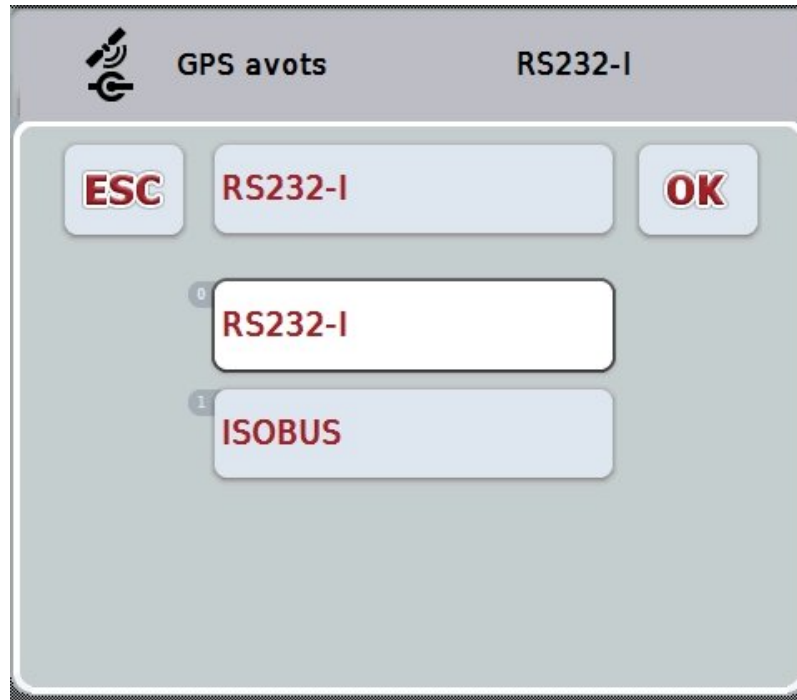 GPS avots RS232-I
ESC RS232-I OK
0
RS232-I
1
ISOBUS